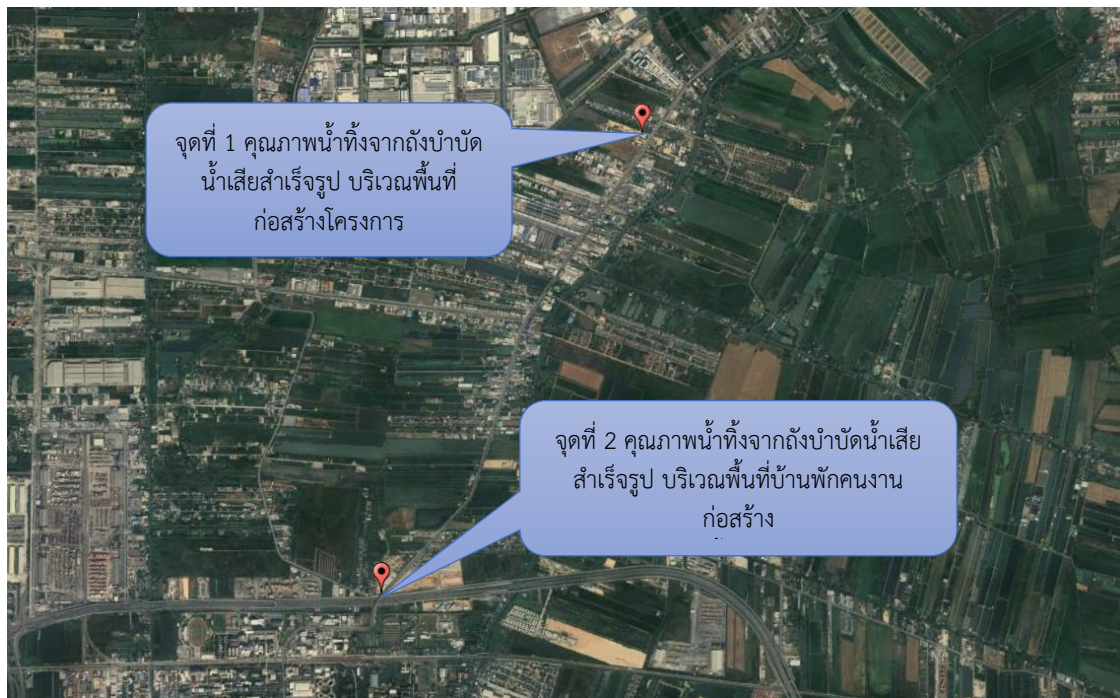 จุดที่ 1 คุณภาพน้ำทิ้งจากถังบำบัด
น้ำเสียสำเร็จรูป บริเวณพื้นที่
ก่อสร้างโครงการ
จุดที่ 2 คุณภาพน้ำทิ้งจากถังบำบัดน้ำเสีย
สำเร็จรูป บริเวณพื้นที่บ้านพักคนงาน
ก่อสร้าง